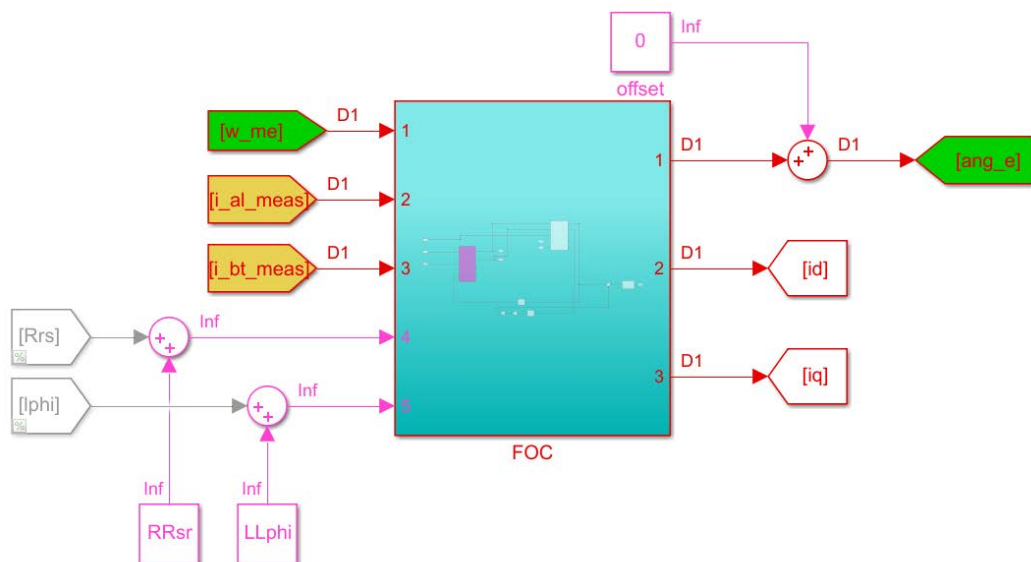 0
Inf
offset
[w_me]
D1
1
[i_al_meas]
D1
2
[i_bt_meas]
D1
3
[Rrs]
Inf
4
[lphi]
Inf
5
1
D1
D1
[ang_e]
2
D1
[id]
3
D1
[iq]
FOC
Inf
Inf
RRsr
LLphi